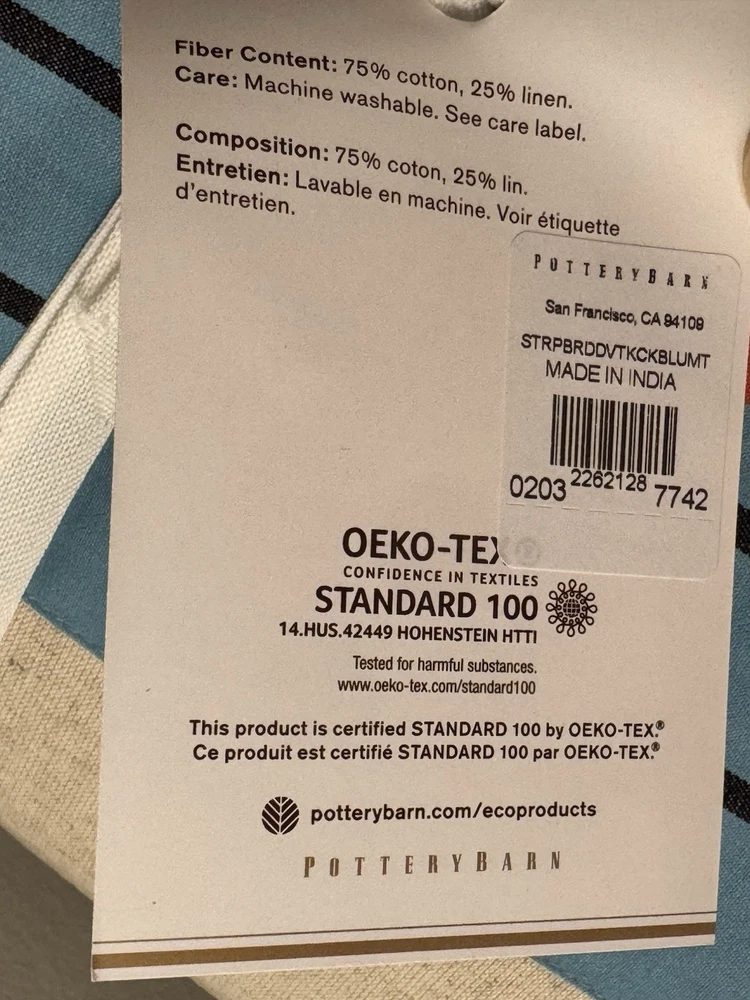 Fiber Content: 75% cotton, 25% linen.
Care: Machine washable. See care label.
Composition: 75% coton, 25% lin.
Entretien: Lavable en machine. Voir étiquette
d'entretien.
POTTERYBARN
San Francisco, CA 94109
STRPBRDDVTKCKBLUMT
MADE IN INDIA
0203 2262128 7742
OEKO-TEX®
CONFIDENCE IN TEXTILES
STANDARD 100
14.HUS.42449 HOHENSTEIN HTTI
Tested for harmful substances.
www.oeko-tex.com/standard100
This product is certified STANDARD 100 by OEKO-TEX.®
Ce produit est certifié STANDARD 100 par OEKO-TEX.®
potterybarn.com/ecoproducts
POTTERYBARN